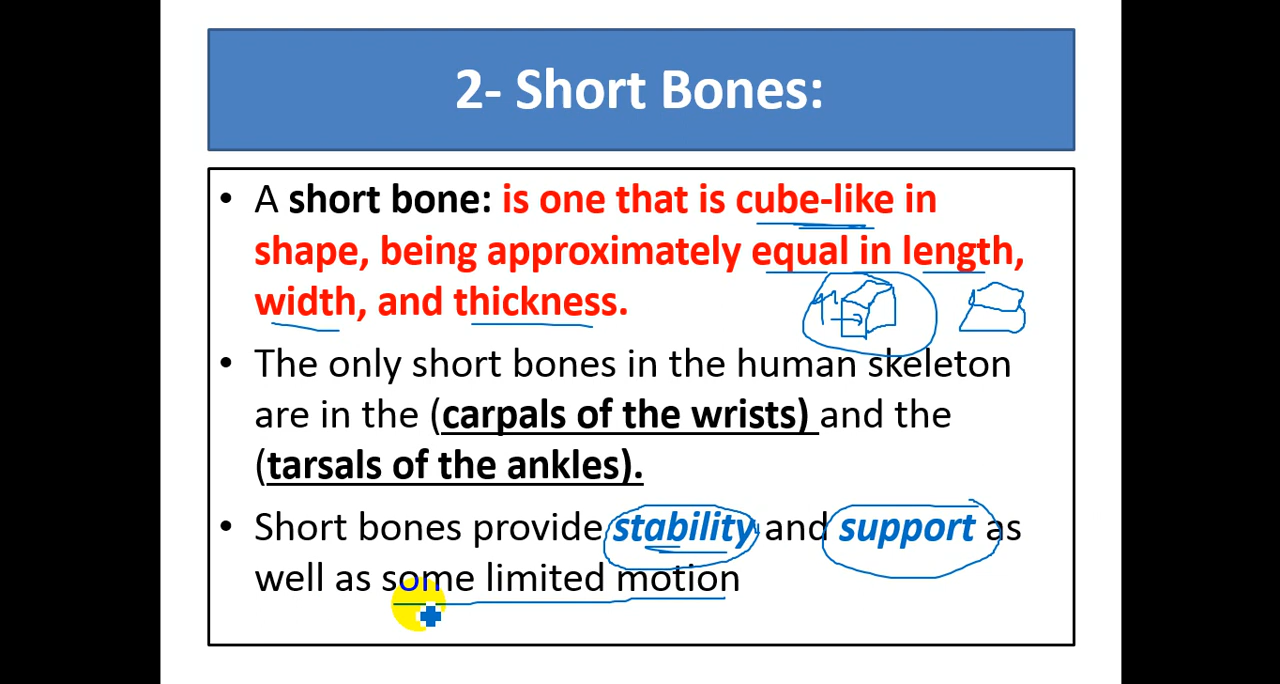 2- Short Bones:
• A short bone: is one that is cube-like in
shape, being approximately equal in length,
width, and thickness.
• The only short bones in the human skeleton
are in the (carpals of the wrists) and the
(tarsals of the ankles).
• Short bones provide stability and support as
well as some limited motion